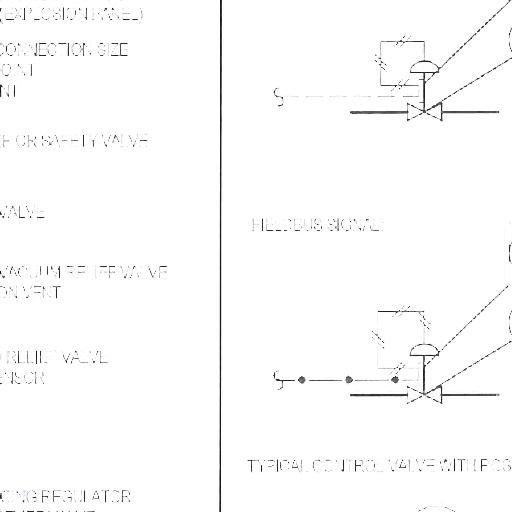 (EXPLOSION PANEL)
CONNECTION SIZE
OINT
NT
OR SAFETY VALVE
VALVE
VACUUM RELIEF VALVE
ON VENT
RELIEF VALVE
ENSOR
CING REGULATOR
FIELDBUS SIGNAL
TYPICAL CONTROL VALVE WITH POS